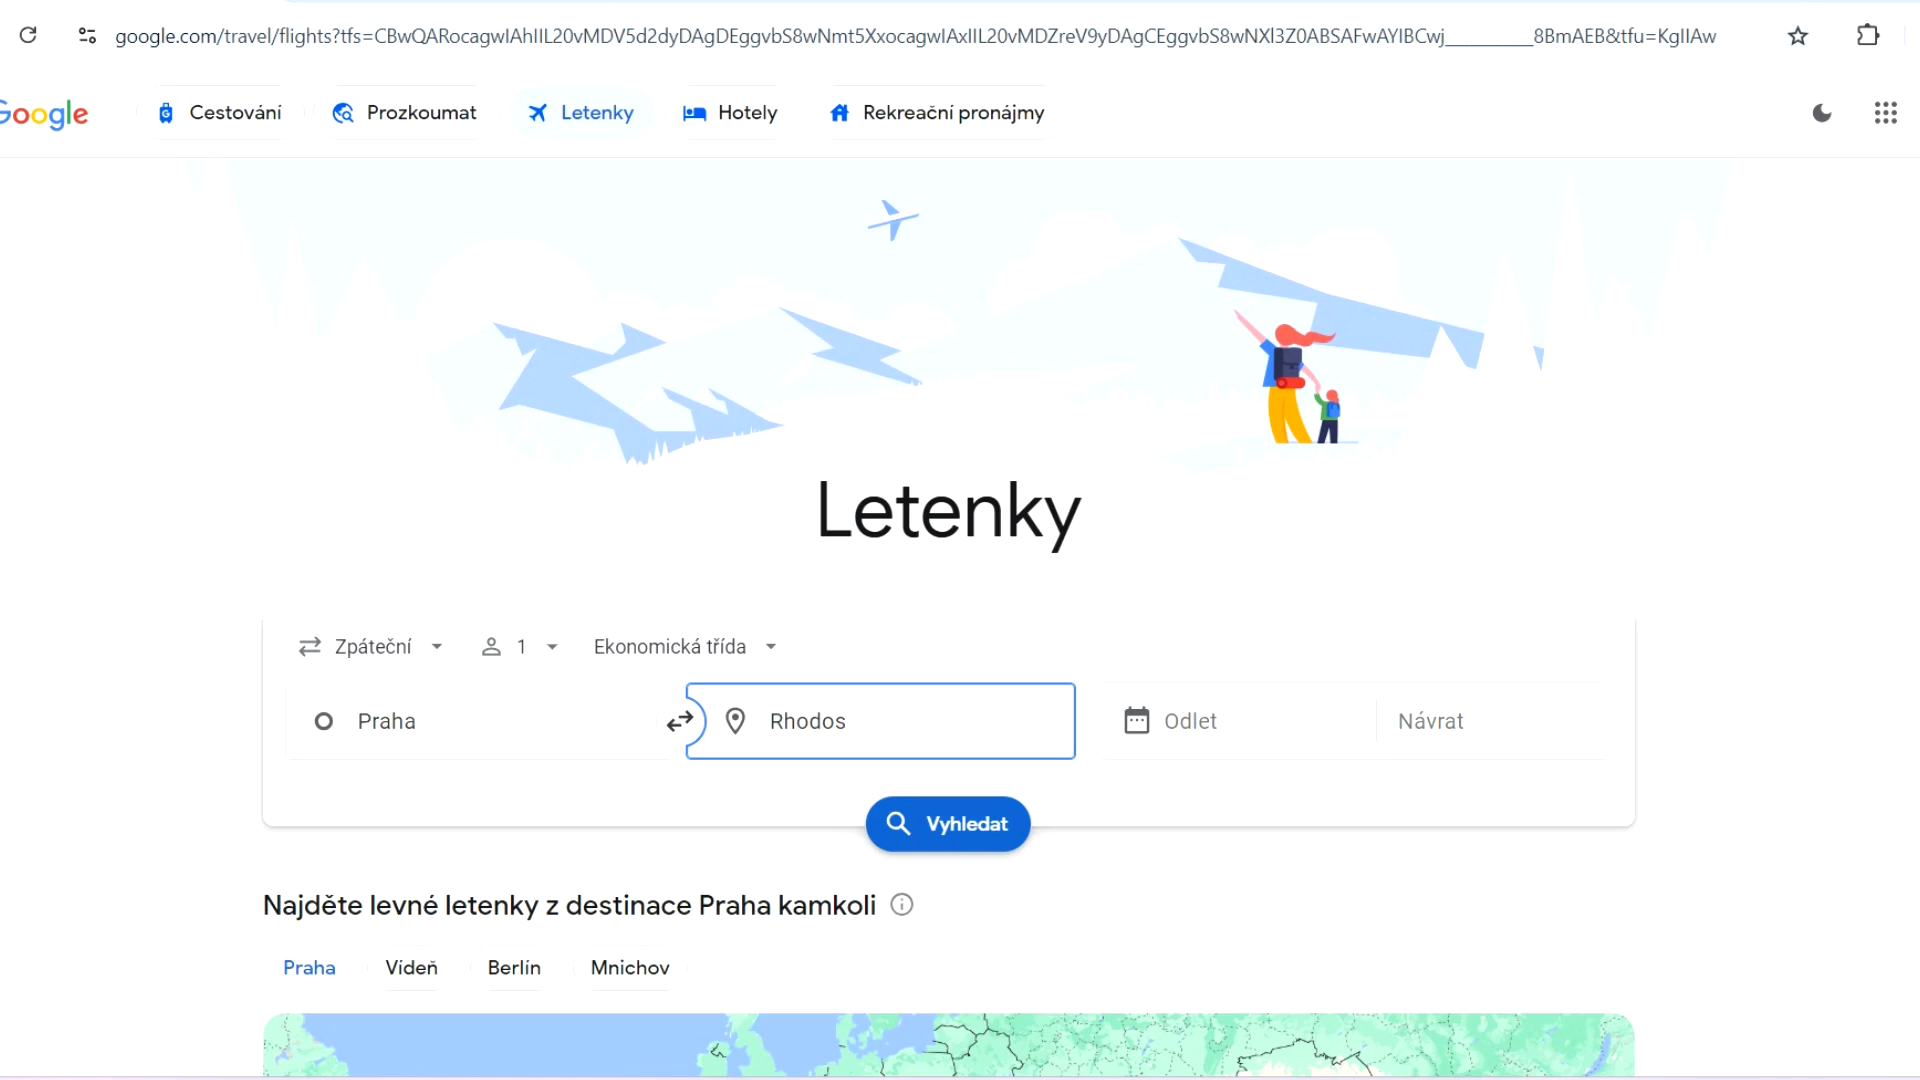 google.com/travel/flights?tfs=CBwQARocagwIAhIIL20vMDV5d2dyDAgDEggvbS8wNmt5XxocagwIAxIIL20vMDZreV9yDAgCEggvbS8wNXl3Z0ABSAFwAYIBCwj___________8BmAEB&tfu=KgIIAw
Google
Cestování
Prozkoumat
Letenky
Hotely
Rekreační pronájmy
Letenky
Zpáteční
1
Ekonomická třída
Praha
Rhodos
Odlet
Návrat
Vyhledat
Najděte levné letenky z destinace Praha kamkoli
Praha
Vídeň
Berlín
Mnichov